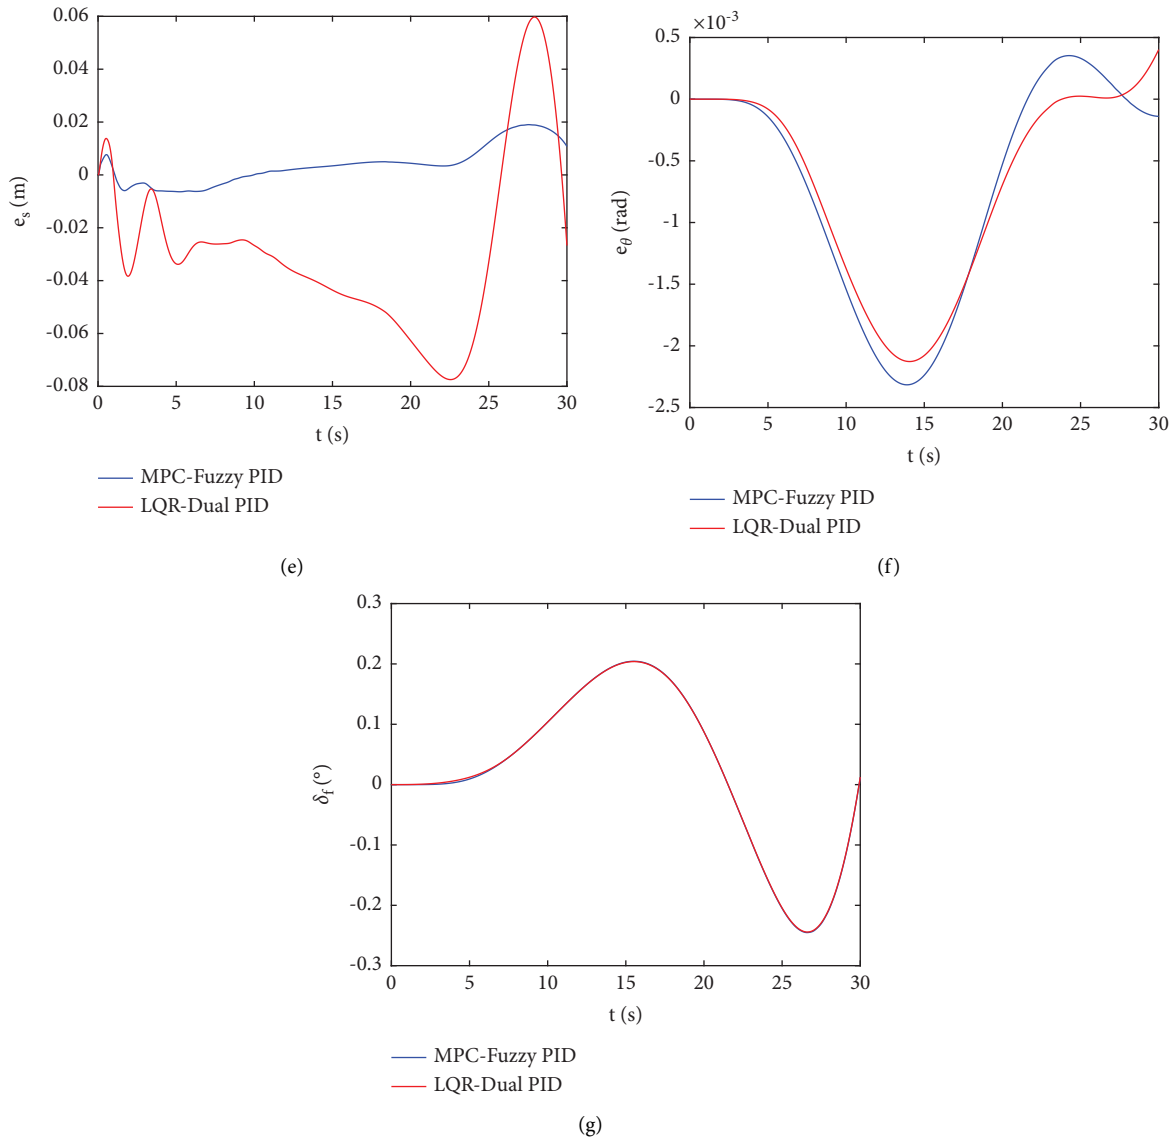 0.06
0.04
0.02
0
-0.02
-0.04
-0.06
-0.08
e_s (m)
0 5 10 15 20 25 30
t (s)
MPC-Fuzzy PID
LQR-Dual PID
(e)
×10⁻³
0.5
0
-0.5
-1
-1.5
-2
-2.5
e_θ (rad)
0 5 10 15 20 25 30
t (s)
MPC-Fuzzy PID
LQR-Dual PID
(f)
0.3
0.2
0.1
0
-0.1
-0.2
-0.3
δ_f (°)
0 5 10 15 20 25 30
t (s)
MPC-Fuzzy PID
LQR-Dual PID
(g)